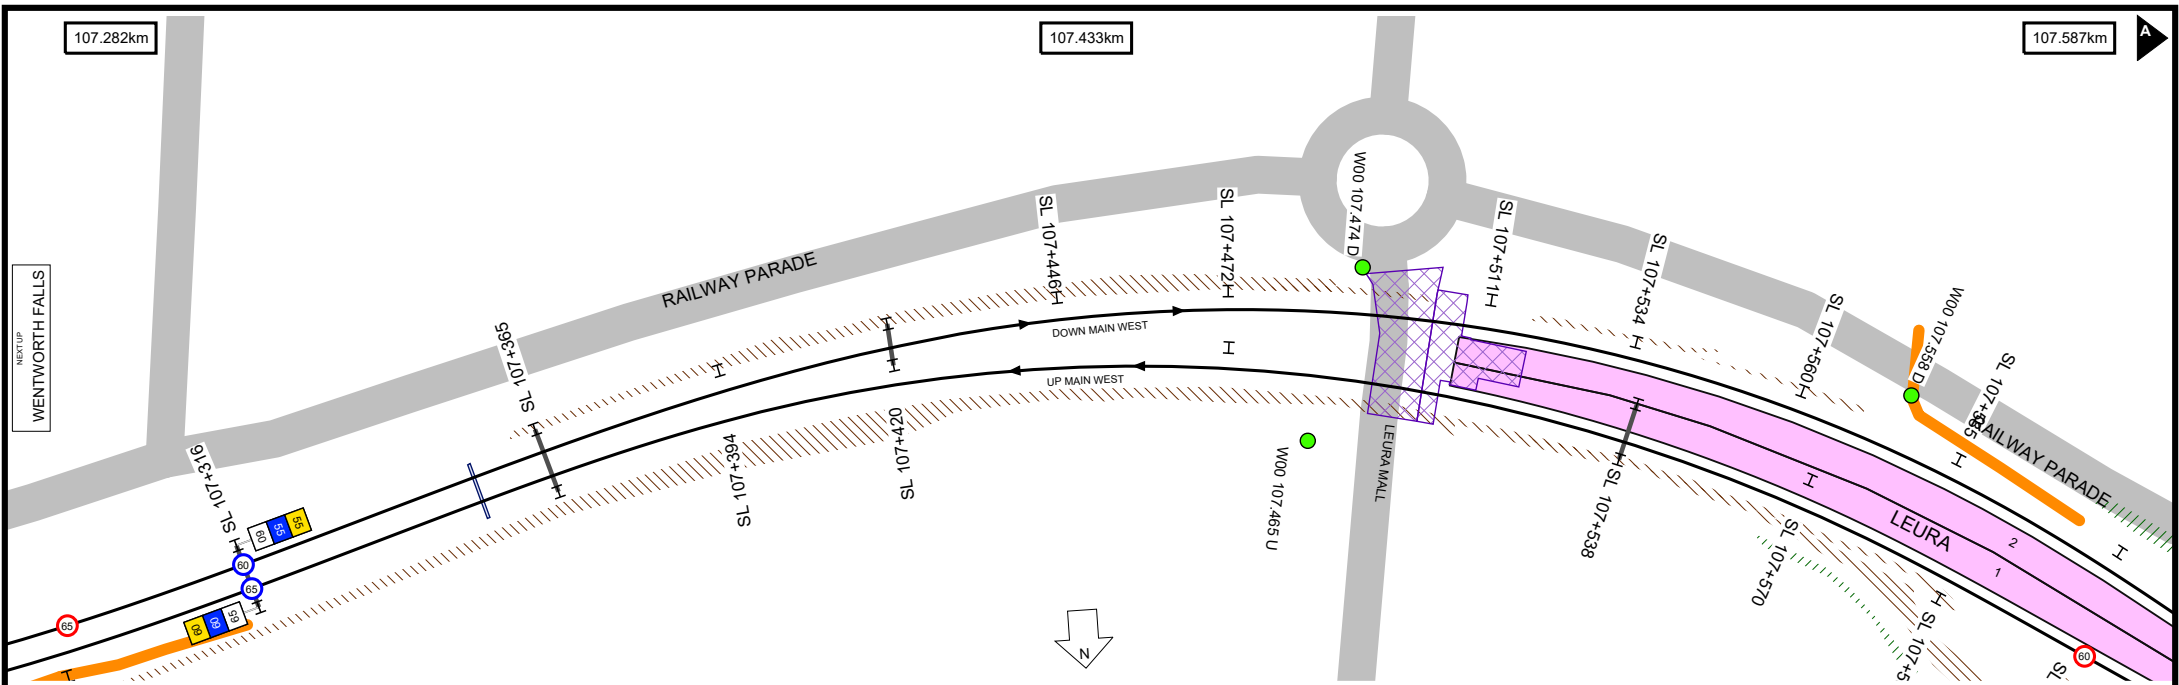 107.282km
107.433km
107.587km
A
NEXT UP
WENTWORTH FALLS
RAILWAY PARADE
SL 107+316
SL 107+365
SL 107+394
SL 107+420
SL 107+446
SL 107+472
W00 107.474 D
W00 107.465 U
SL 107+511
SL 107+534
SL 107+538
SL 107+560
SL 107+570
W00 107.558 D
RAILWAY PARADE
DOWN MAIN WEST
UP MAIN WEST
LEURA MALL
LEURA
2
1
60
55
55
60
65
65
60
60
65
60
N
SL 107+5
SL